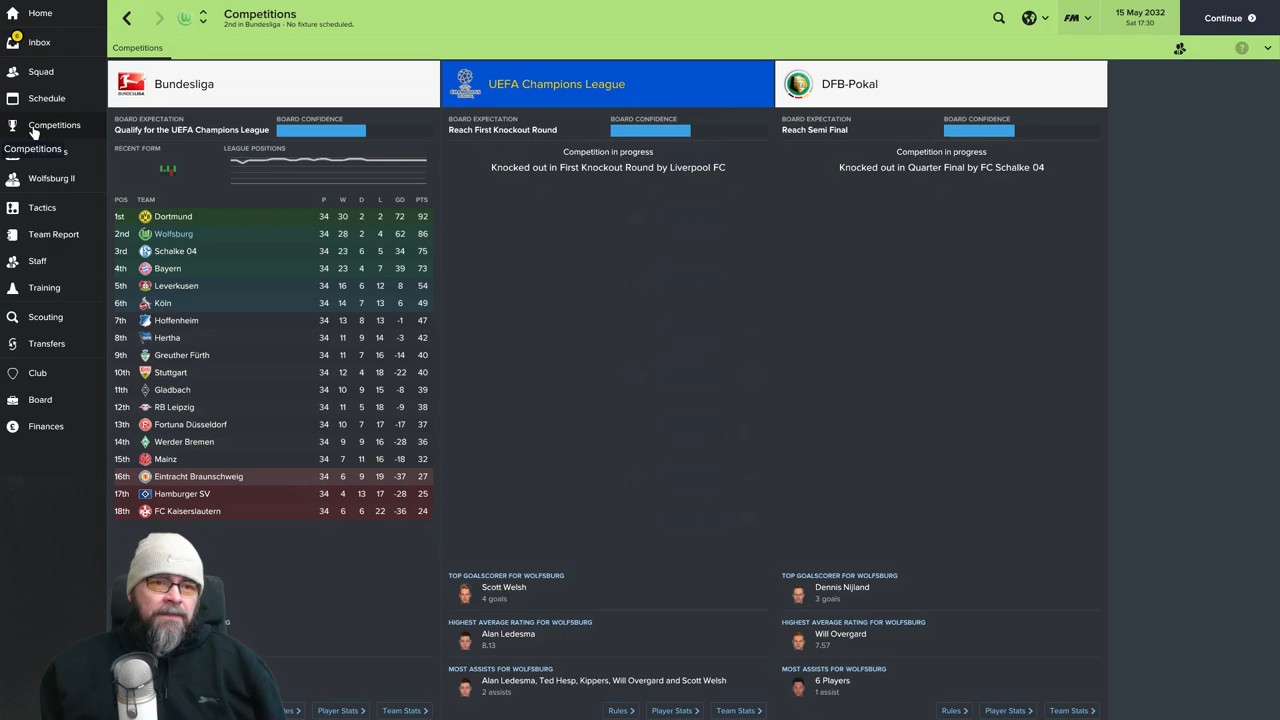 Home
Inbox
6
Squad
Schedule
Competitions
Competitions
Wolfsburg II
Tactics
Team Report
Staff
Training
Scouting
Transfers
Club
Board
Finances
Competitions
2nd in Bundesliga - No fixture scheduled.
FM
15 May 2032
Sat 17:30
Continue
Competitions
Bundesliga
BOARD EXPECTATION BOARD CONFIDENCE
Qualify for the UEFA Champions League
RECENT FORM LEAGUE POSITIONS
POS TEAM P W D L GD PTS
1st Dortmund 34 30 2 2 72 92
2nd Wolfsburg 34 28 2 4 62 86
3rd Schalke 04 34 23 6 5 34 75
4th Bayern 34 23 4 7 39 73
5th Leverkusen 34 16 6 12 8 54
6th Köln 34 14 7 13 6 49
7th Hoffenheim 34 13 8 13 -1 47
8th Hertha 34 11 9 14 -3 42
9th Greuther Fürth 34 11 7 16 -14 40
10th Stuttgart 34 12 4 18 -22 40
11th Gladbach 34 10 9 15 -8 39
12th RB Leipzig 34 11 5 18 -9 38
13th Fortuna Düsseldorf 34 10 7 17 -17 37
14th Werder Bremen 34 9 9 16 -28 36
15th Mainz 34 7 11 16 -18 32
16th Eintracht Braunschweig 34 6 9 19 -37 27
17th Hamburger SV 34 4 13 17 -28 25
18th FC Kaiserslautern 34 6 6 22 -36 24
Player Stats
Team Stats
UEFA Champions League
BOARD EXPECTATION BOARD CONFIDENCE
Reach First Knockout Round
Competition in progress
Knocked out in First Knockout Round by Liverpool FC
TOP GOALSCORER FOR WOLFSBURG
Scott Welsh
4 goals
HIGHEST AVERAGE RATING FOR WOLFSBURG
Alan Ledesma
8.13
MOST ASSISTS FOR WOLFSBURG
Alan Ledesma, Ted Hesp, Kippers, Will Overgard and Scott Welsh
2 assists
Rules
Player Stats
Team Stats
DFB-Pokal
BOARD EXPECTATION BOARD CONFIDENCE
Reach Semi Final
Competition in progress
Knocked out in Quarter Final by FC Schalke 04
TOP GOALSCORER FOR WOLFSBURG
Dennis Nijland
3 goals
HIGHEST AVERAGE RATING FOR WOLFSBURG
Will Overgard
7.57
MOST ASSISTS FOR WOLFSBURG
6 Players
1 assist
Rules
Player Stats
Team Stats